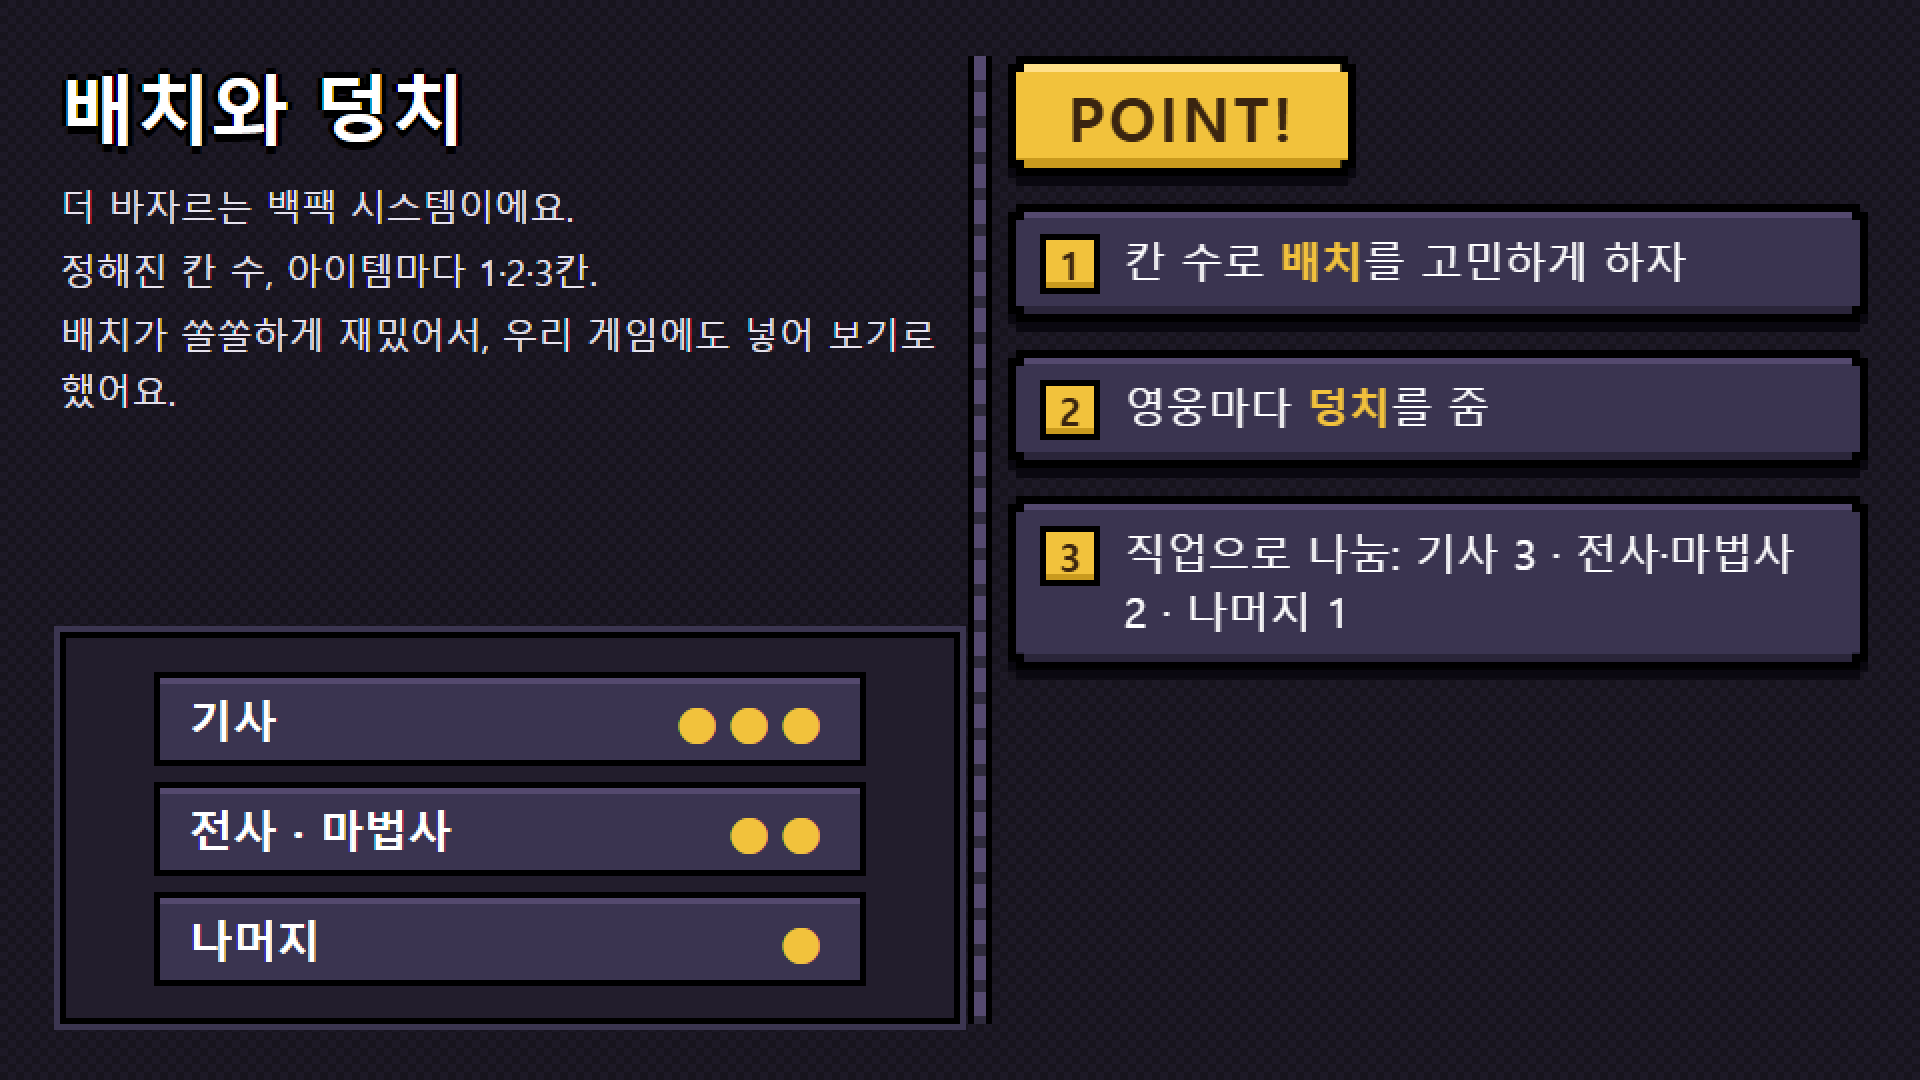 배치와 덩치
더 바자르는 백팩 시스템이에요.
정해진 칸 수, 아이템마다 1·2·3칸.
배치가 쏠쏠하게 재밌어서, 우리 게임에도 넣어 보기로
했어요.
기사
전사 · 마법사
나머지
POINT!
1 칸 수로 배치를 고민하게 하자
2 영웅마다 덩치를 줌
3 직업으로 나눔: 기사 3 · 전사·마법사
2 · 나머지 1